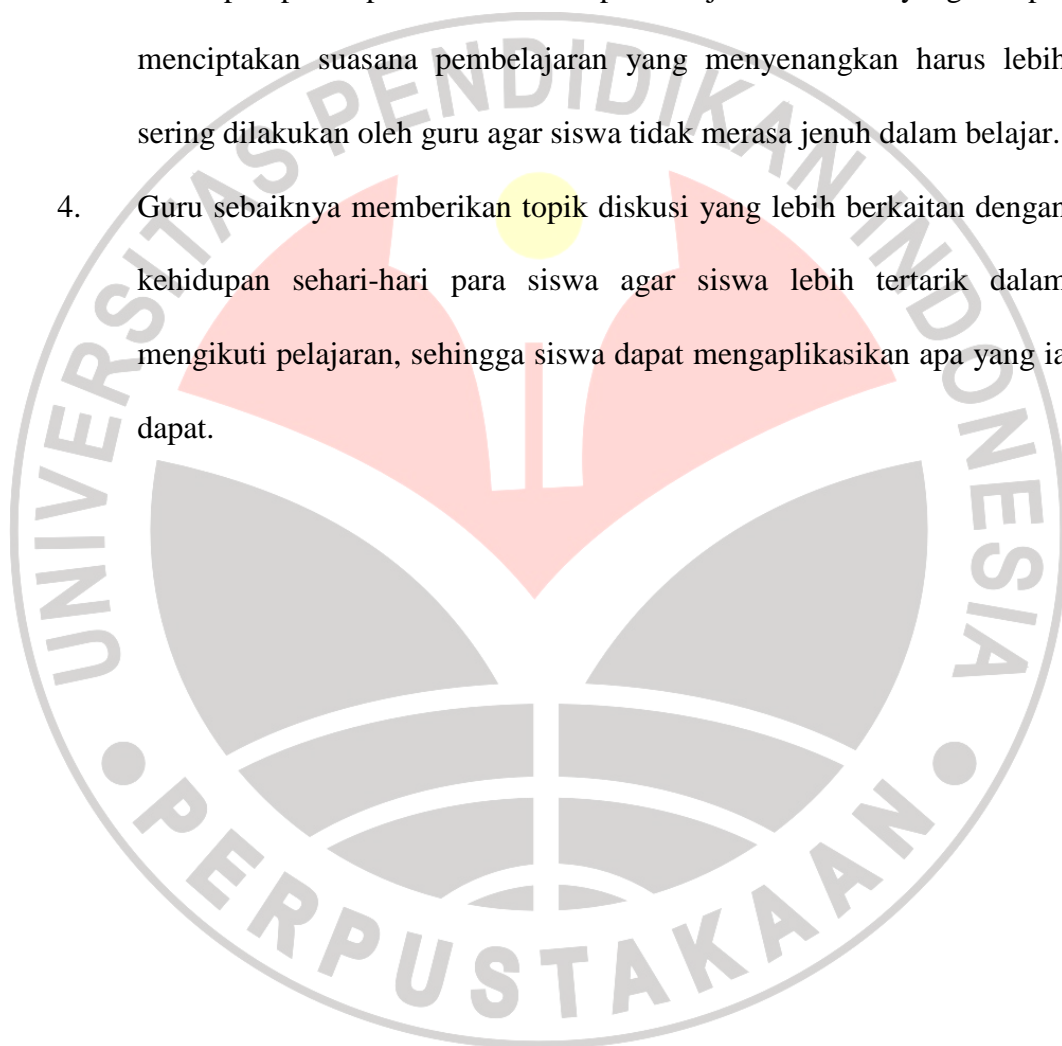 menciptakan suasana pembelajaran yang menyenangkan harus lebih
sering dilakukan oleh guru agar siswa tidak merasa jenuh dalam belajar.
4. Guru sebaiknya memberikan topik diskusi yang lebih berkaitan dengan
kehidupan sehari-hari para siswa agar siswa lebih tertarik dalam
mengikuti pelajaran, sehingga siswa dapat mengaplikasikan apa yang ia
dapat.
UNIVERSITAS PENDIDIKAN INDONESIA
PERPUSTAKAAN